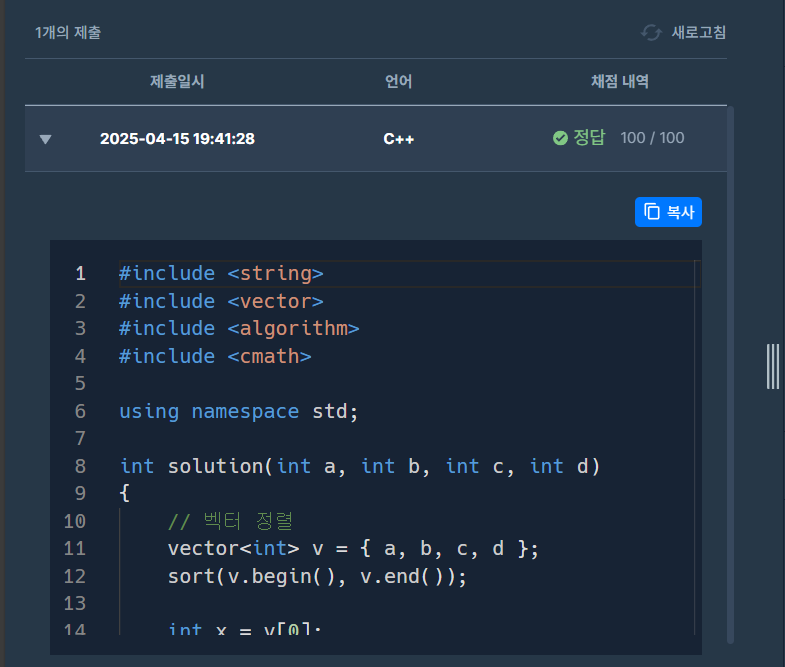 1개의 제출 새로고침
제출일시 언어 채점 내역
2025-04-15 19:41:28 C++ 정답 100 / 100
복사
1 #include <string>
2 #include <vector>
3 #include <algorithm>
4 #include <cmath>
5
6 using namespace std;
7
8 int solution(int a, int b, int c, int d)
9 {
10 // 벡터 정렬
11 vector<int> v = { a, b, c, d };
12 sort(v.begin(), v.end());
13
14 int x = v[0];